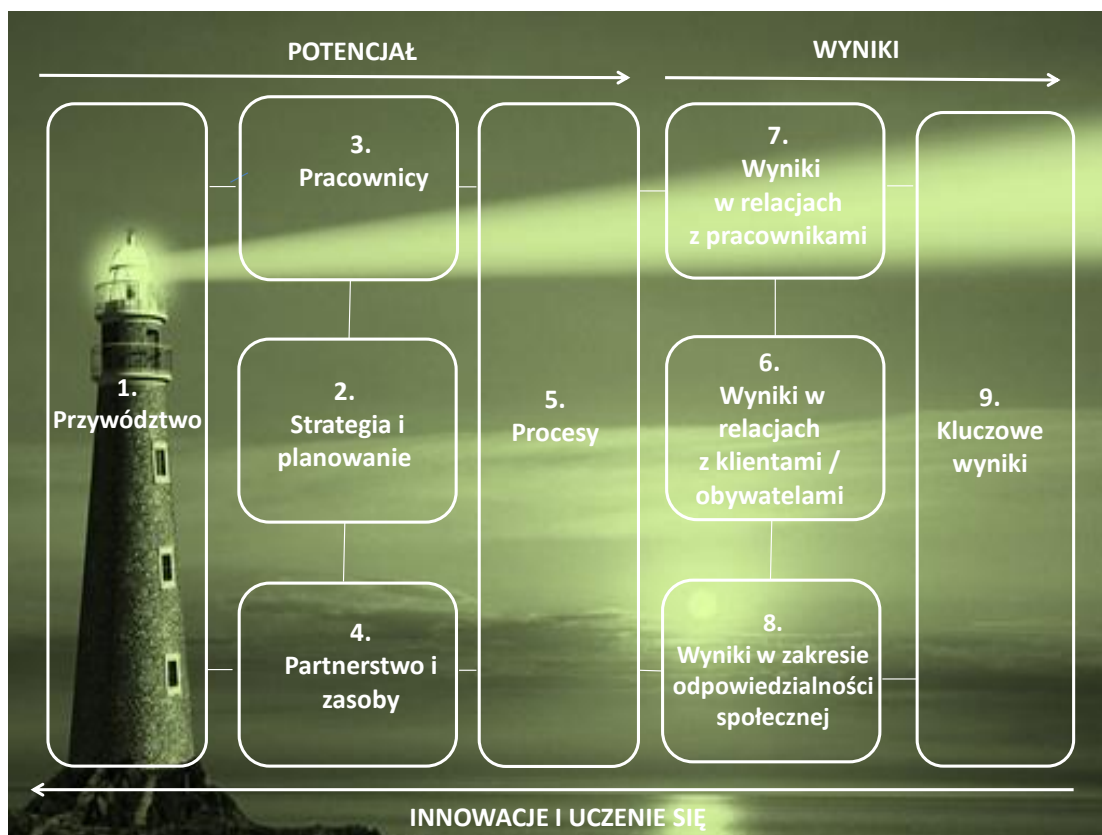 POTENCJAŁ
WYNIKI
1.
Przywództwo
3.
Pracownicy
2.
Strategia i
planowanie
4.
Partnerstwo i
zasoby
5.
Procesy
7.
Wyniki
w relacjach
z pracownikami
6.
Wyniki w
relacjach
z klientami /
obywatelami
8.
Wyniki w zakresie
odpowiedzialności
społecznej
9.
Kluczowe
wyniki
INNOWACJE I UCZENIE SIĘ